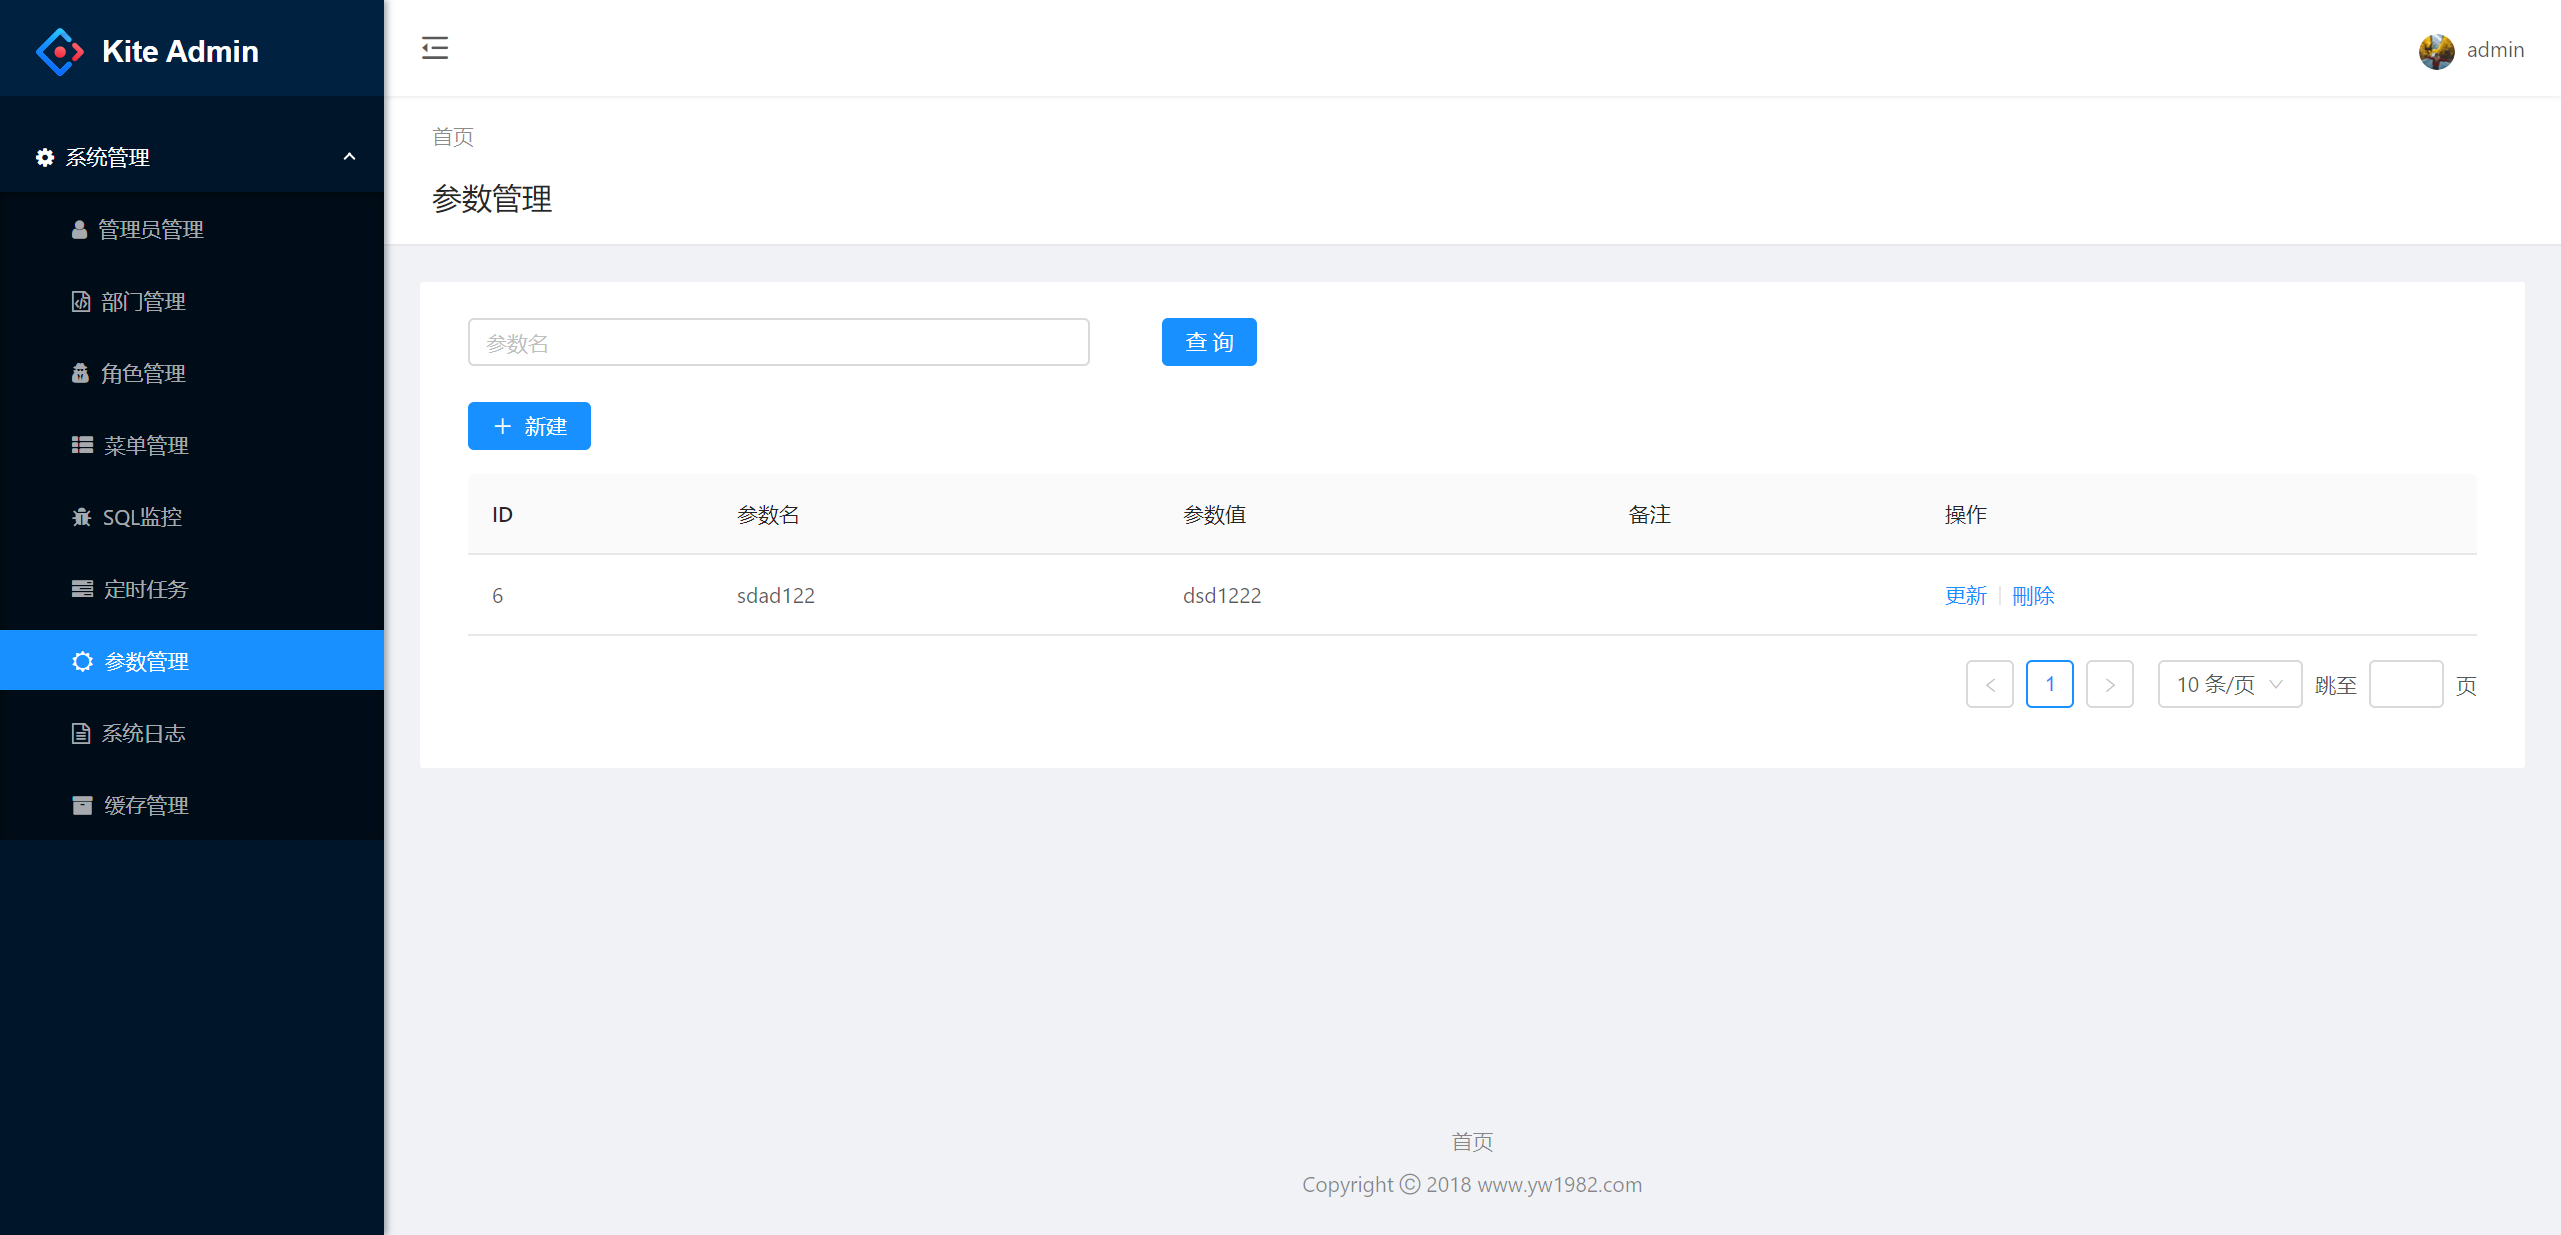 Kite Admin
admin
系统管理
管理员管理
部门管理
角色管理
菜单管理
SQL监控
定时任务
参数管理
系统日志
缓存管理
首页
参数管理
参数名
查 询
新建
ID 参数名 参数值 备注 操作
6 sdad122 dsd1222 更新 刪除
1 10 条/页 跳至 页
首页
Copyright © 2018 www.yw1982.com